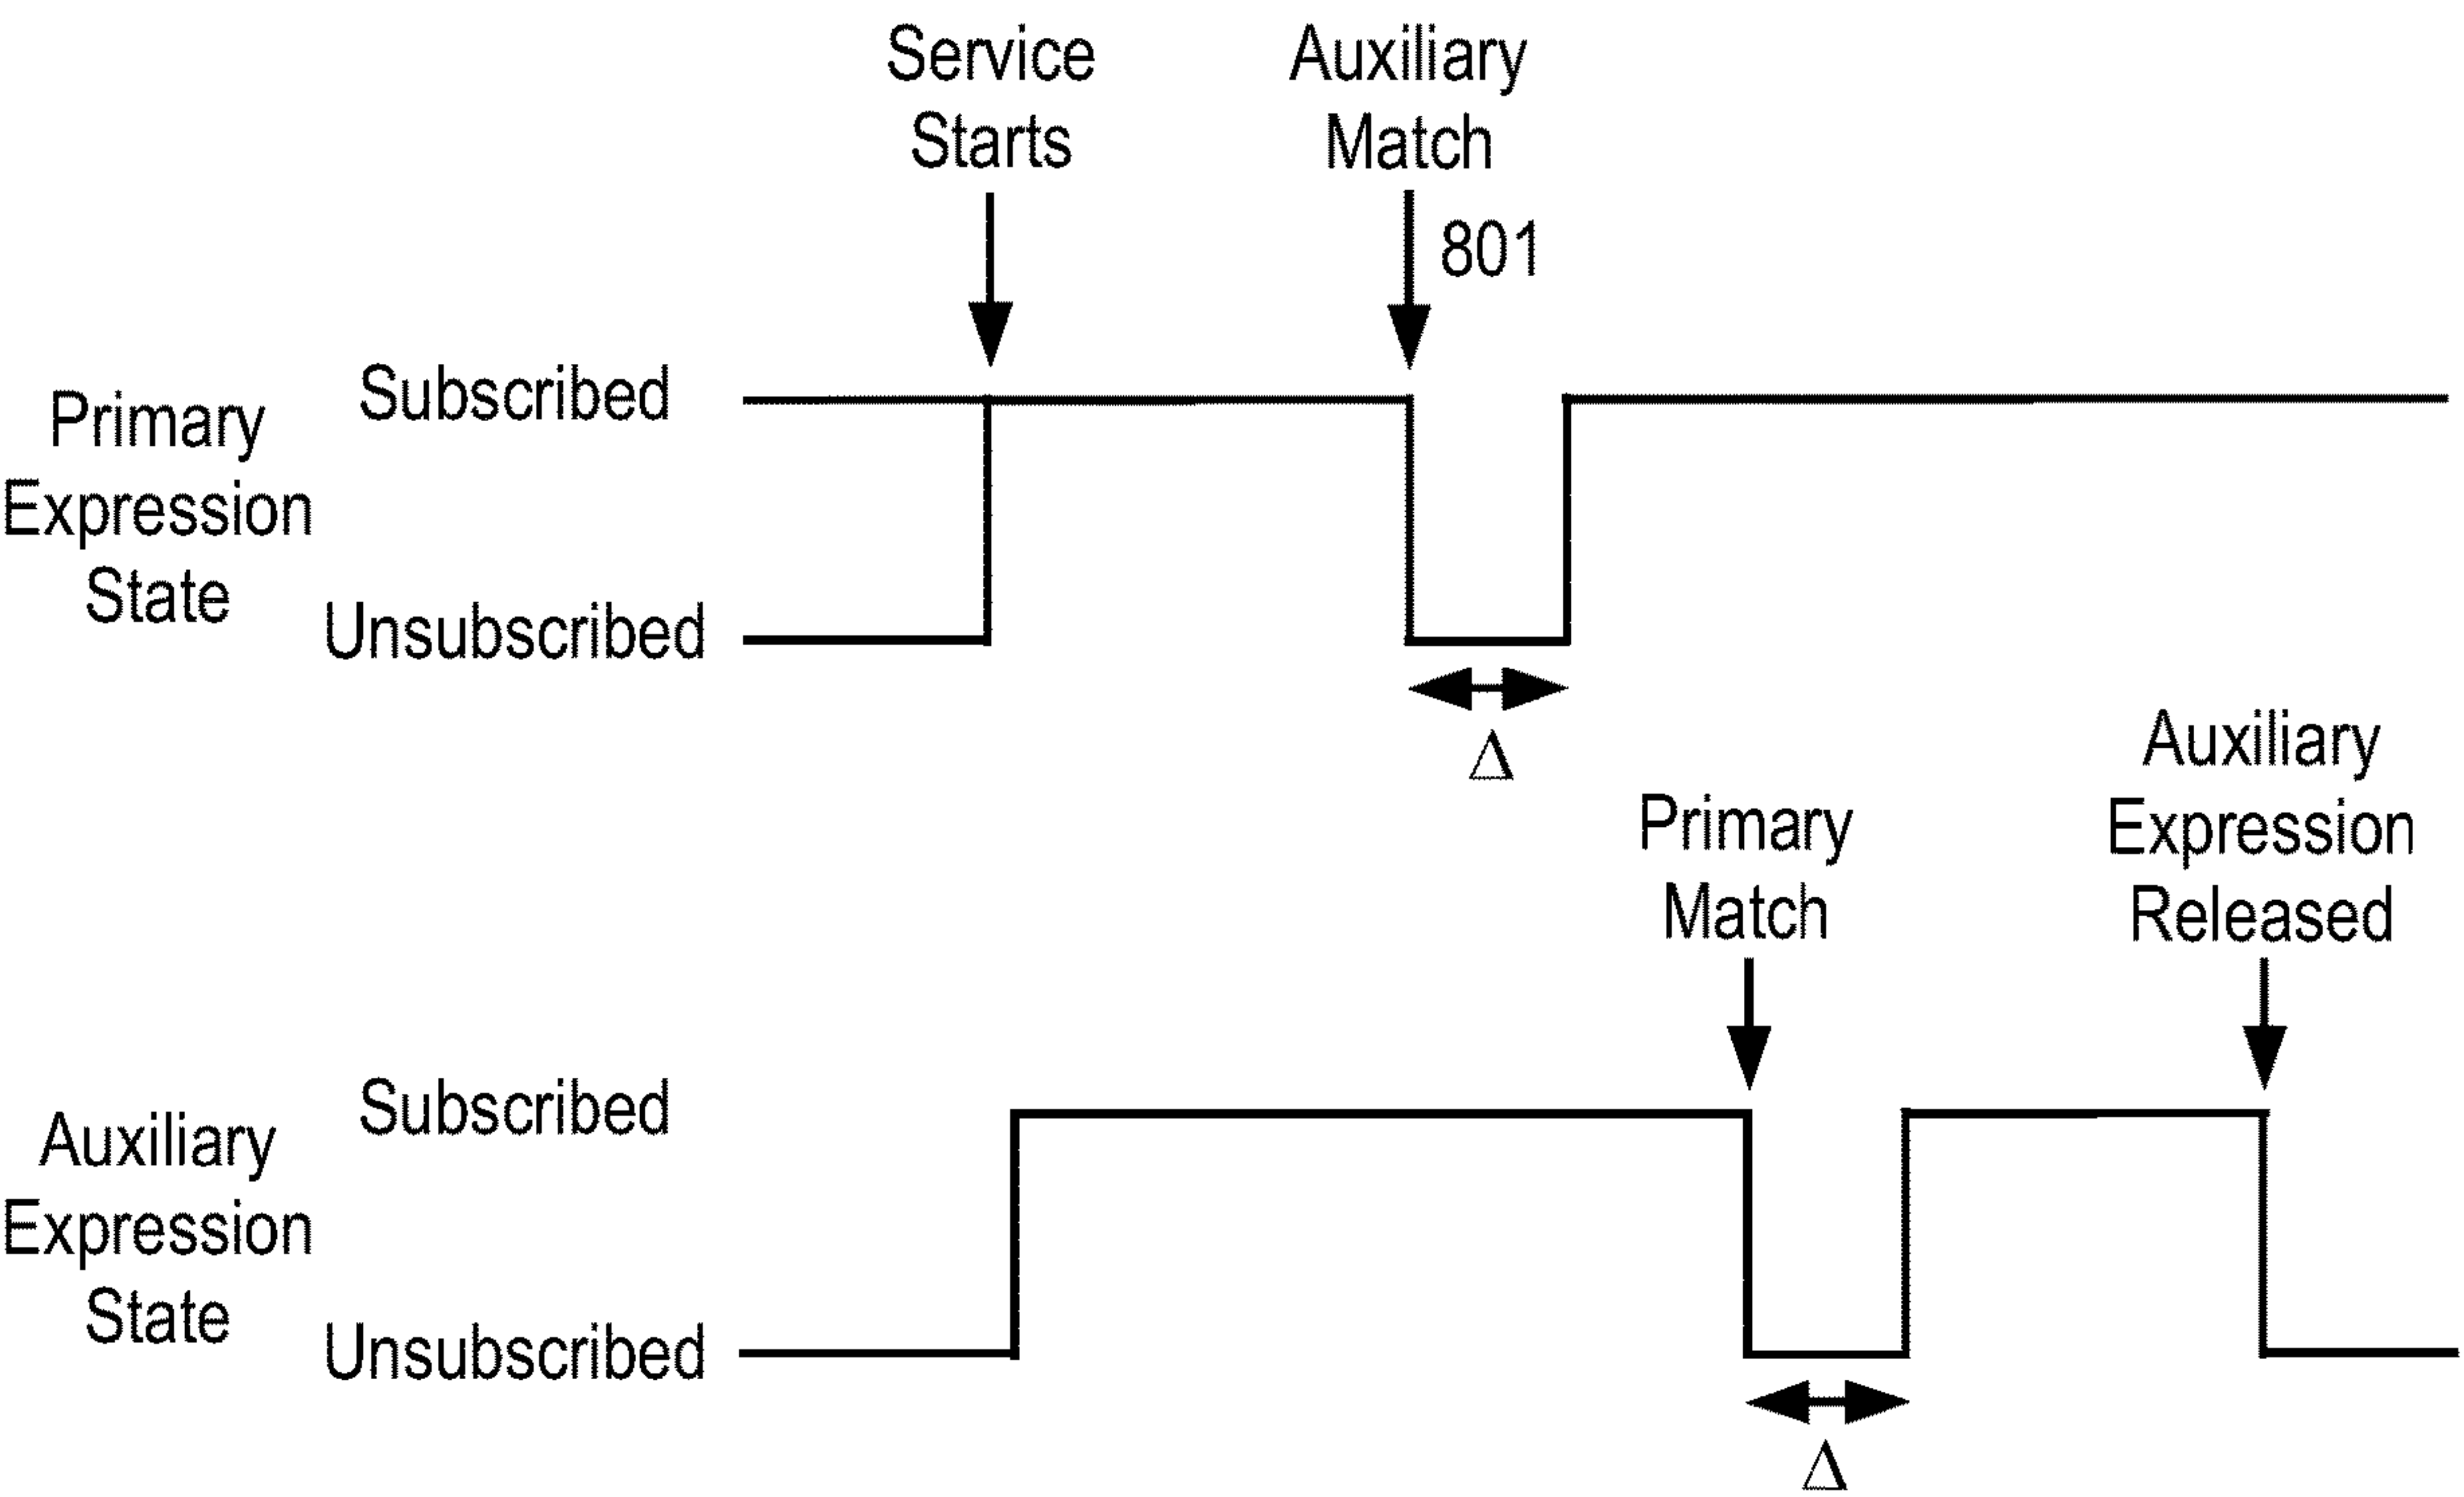 Service
Starts
Auxiliary
Match
801
Primary
Expression
State
Subscribed
Unsubscribed
Δ
Primary
Match
Auxiliary
Expression
Released
Auxiliary
Expression
State
Subscribed
Unsubscribed
Δ